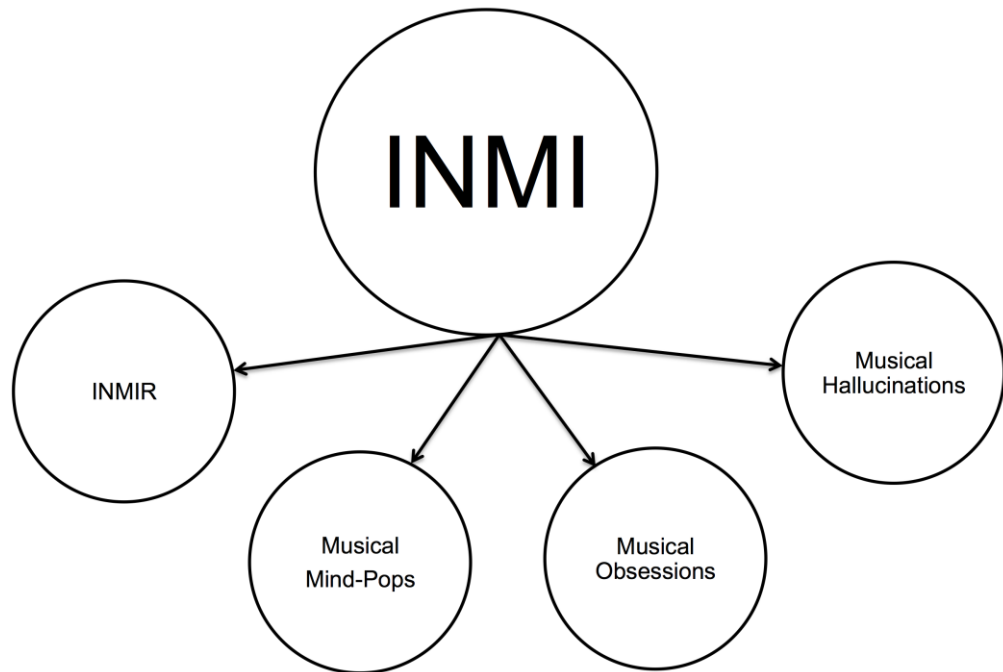 INMI
INMIR
Musical
Mind-Pops
Musical
Obsessions
Musical
Hallucinations